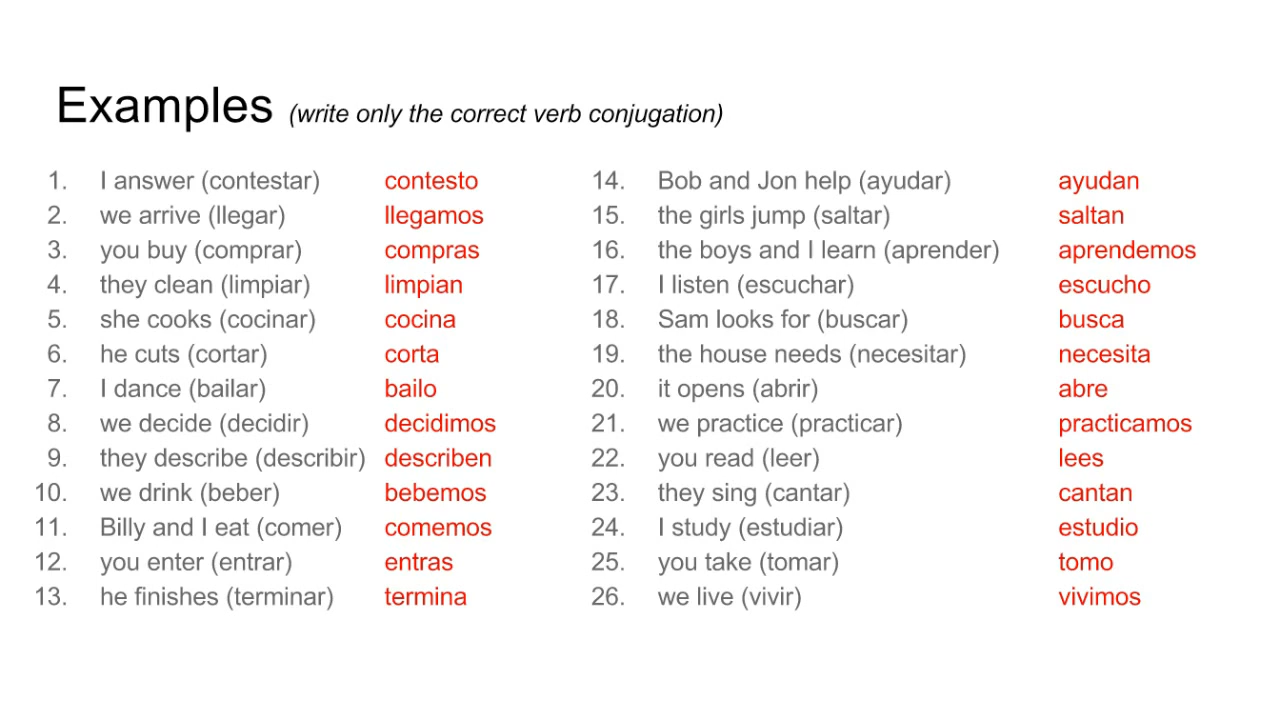 Examples (write only the correct verb conjugation)
1. I answer (contestar) contesto
2. we arrive (llegar) llegamos
3. you buy (comprar) compras
4. they clean (limpiar) limpian
5. she cooks (cocinar) cocina
6. he cuts (cortar) corta
7. I dance (bailar) bailo
8. we decide (decidir) decidimos
9. they describe (describir) describen
10. we drink (beber) bebemos
11. Billy and I eat (comer) comemos
12. you enter (entrar) entras
13. he finishes (terminar) termina
14. Bob and Jon help (ayudar) ayudan
15. the girls jump (saltar) saltan
16. the boys and I learn (aprender) aprendemos
17. I listen (escuchar) escucho
18. Sam looks for (buscar) busca
19. the house needs (necesitar) necesita
20. it opens (abrir) abre
21. we practice (practicar) practicamos
22. you read (leer) lees
23. they sing (cantar) cantan
24. I study (estudiar) estudio
25. you take (tomar) tomo
26. we live (vivir) vivimos